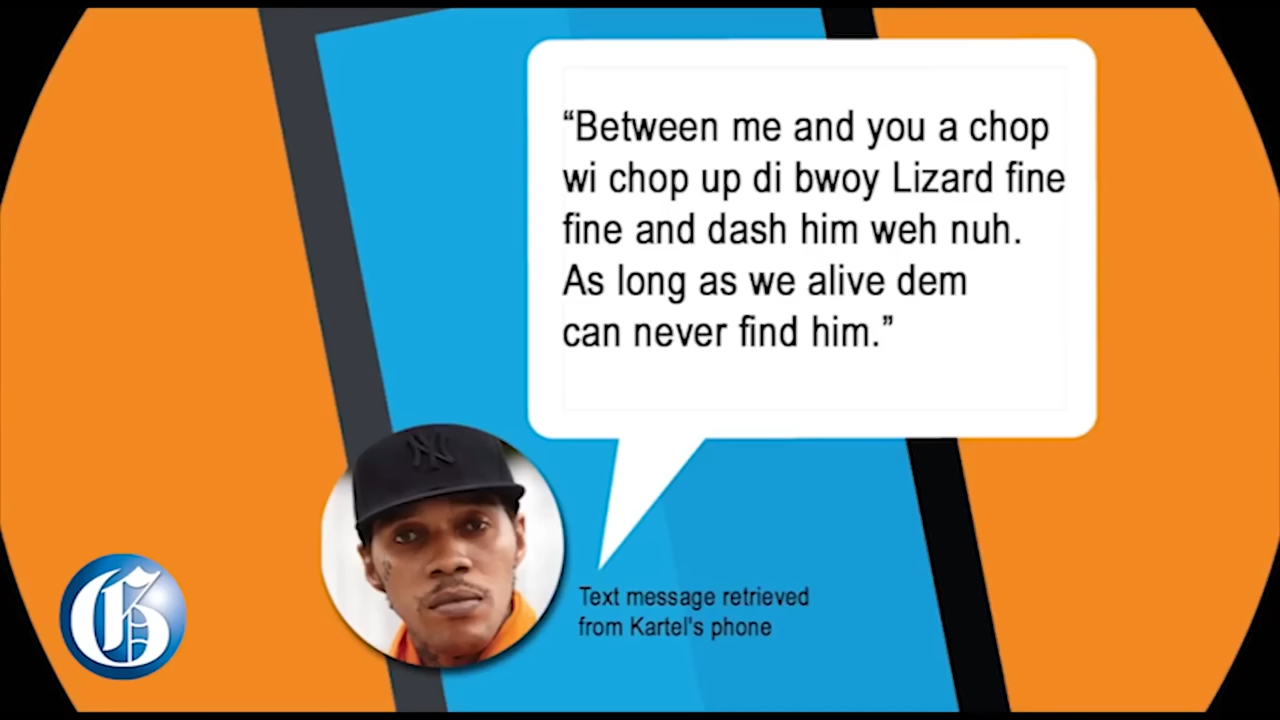 “Between me and you a chop
wi chop up di bwoy Lizard fine
fine and dash him weh nuh.
As long as we alive dem
can never find him.”
NY
Text message retrieved
from Kartel's phone
G